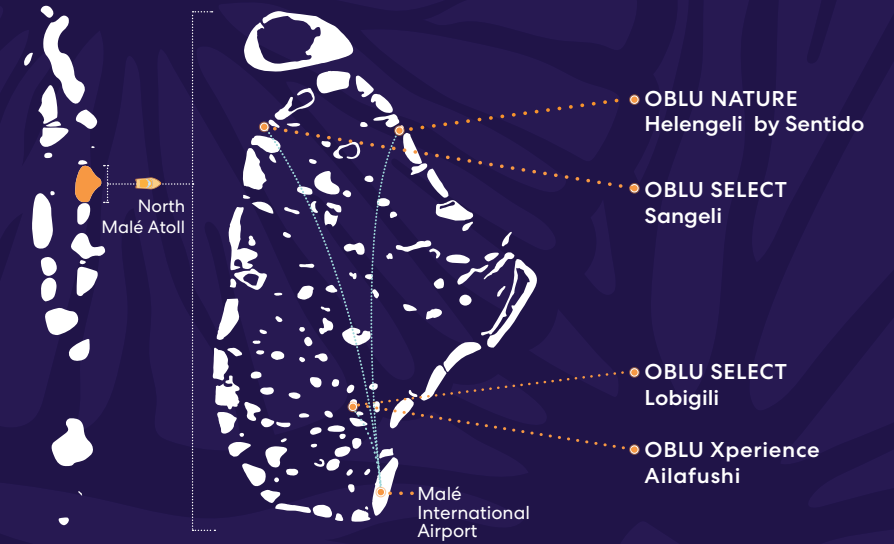 OBLU NATURE
Helengeli by Sentido
OBLU SELECT
Sangeli
North
Malé Atoll
OBLU SELECT
Lobigili
OBLU Xperience
Ailafushi
Malé
International
Airport